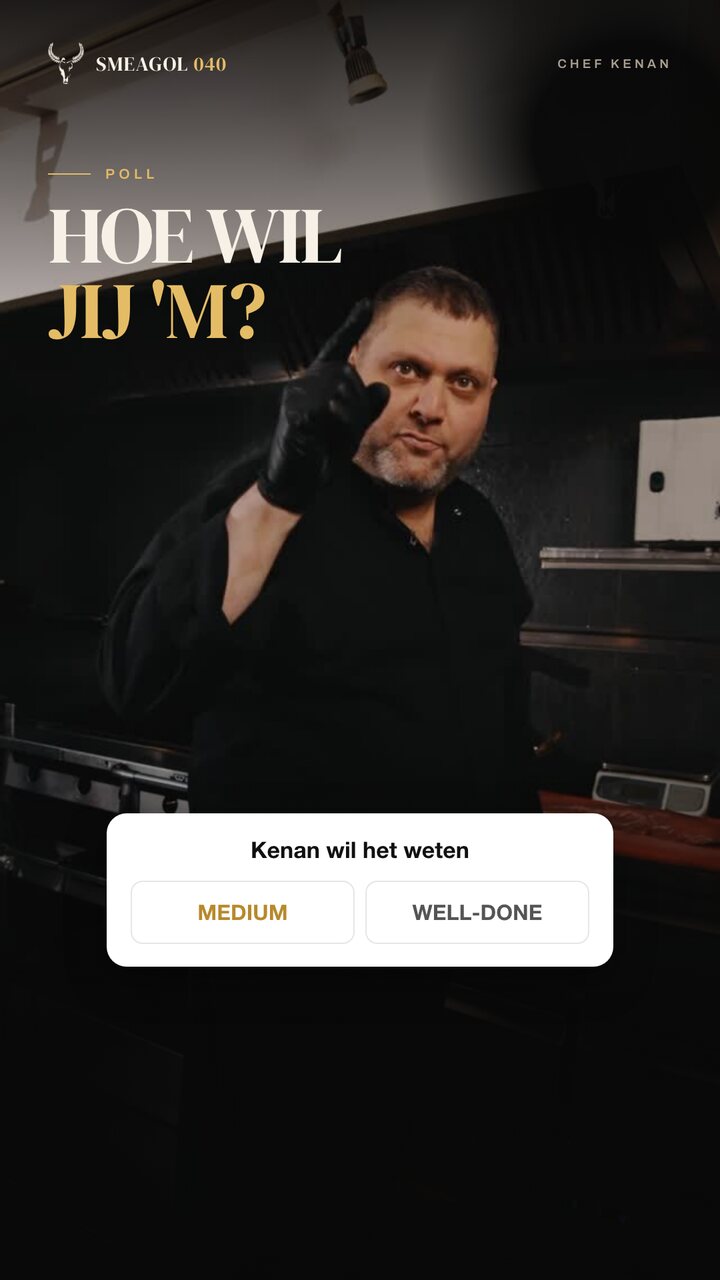 SMEAGOL 040
CHEF KENAN
POLL
HOE WIL
JIJ 'M?
Kenan wil het weten
MEDIUM
WELL-DONE